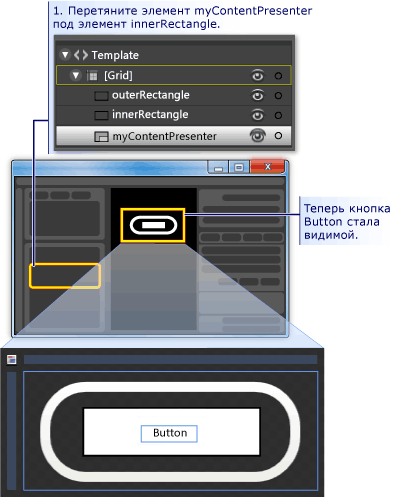 1. Перетяните элемент myContentPresenter
под элемент innerRectangle.
Template
[Grid]
outerRectangle
innerRectangle
myContentPresenter
Теперь кнопка
Button стала
видимой.
Button